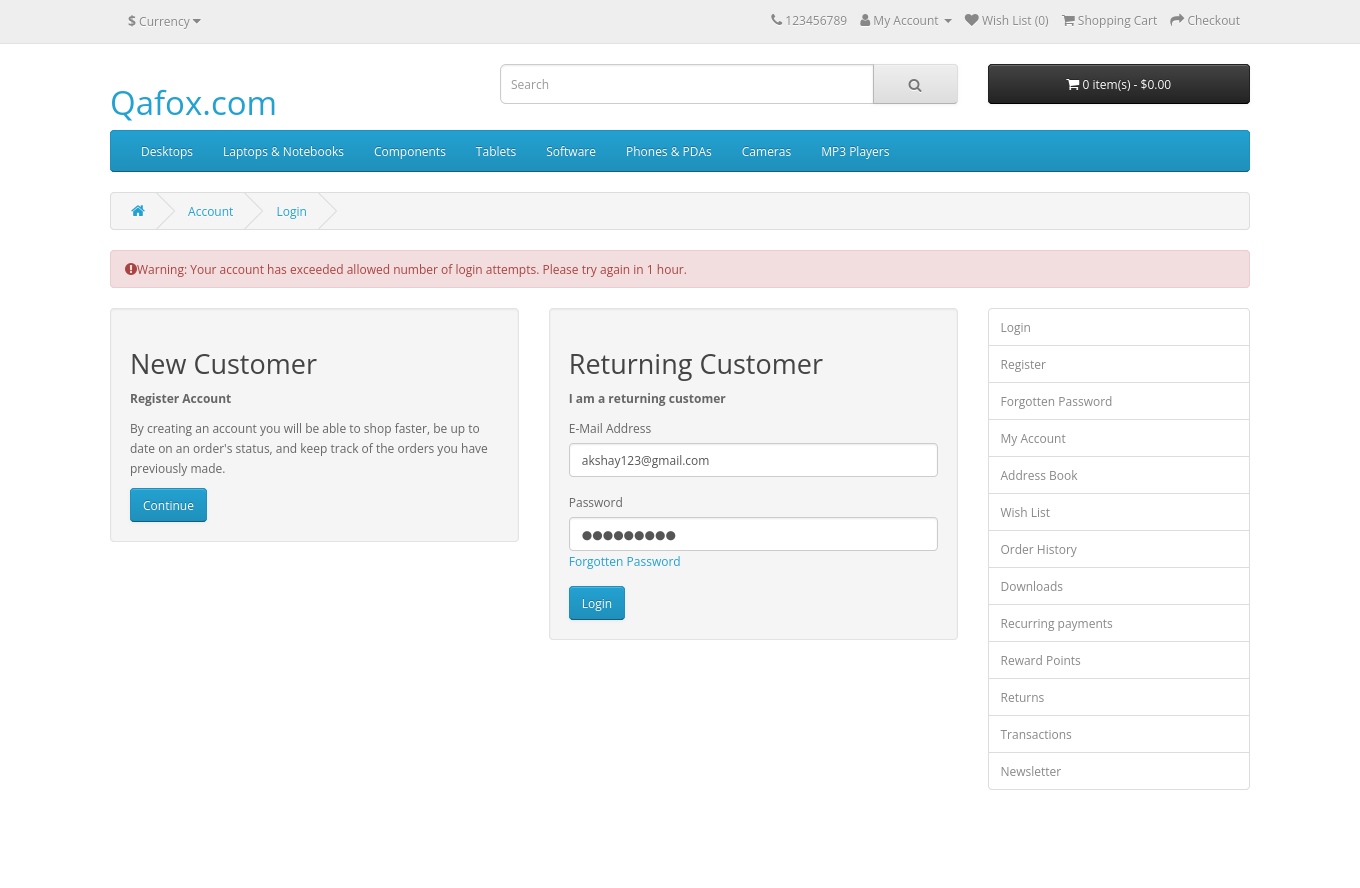 $ Currency
123456789 My Account Wish List (0) Shopping Cart Checkout
Qafox.com
Search
0 item(s) - $0.00
Desktops Laptops & Notebooks Components Tablets Software Phones & PDAs Cameras MP3 Players
Account Login
Warning: Your account has exceeded allowed number of login attempts. Please try again in 1 hour.
New Customer
Register Account
By creating an account you will be able to shop faster, be up to
date on an order's status, and keep track of the orders you have
previously made.
Continue
Returning Customer
I am a returning customer
E-Mail Address
akshay123@gmail.com
Password
●●●●●●●●●
Forgotten Password
Login
Login
Register
Forgotten Password
My Account
Address Book
Wish List
Order History
Downloads
Recurring payments
Reward Points
Returns
Transactions
Newsletter